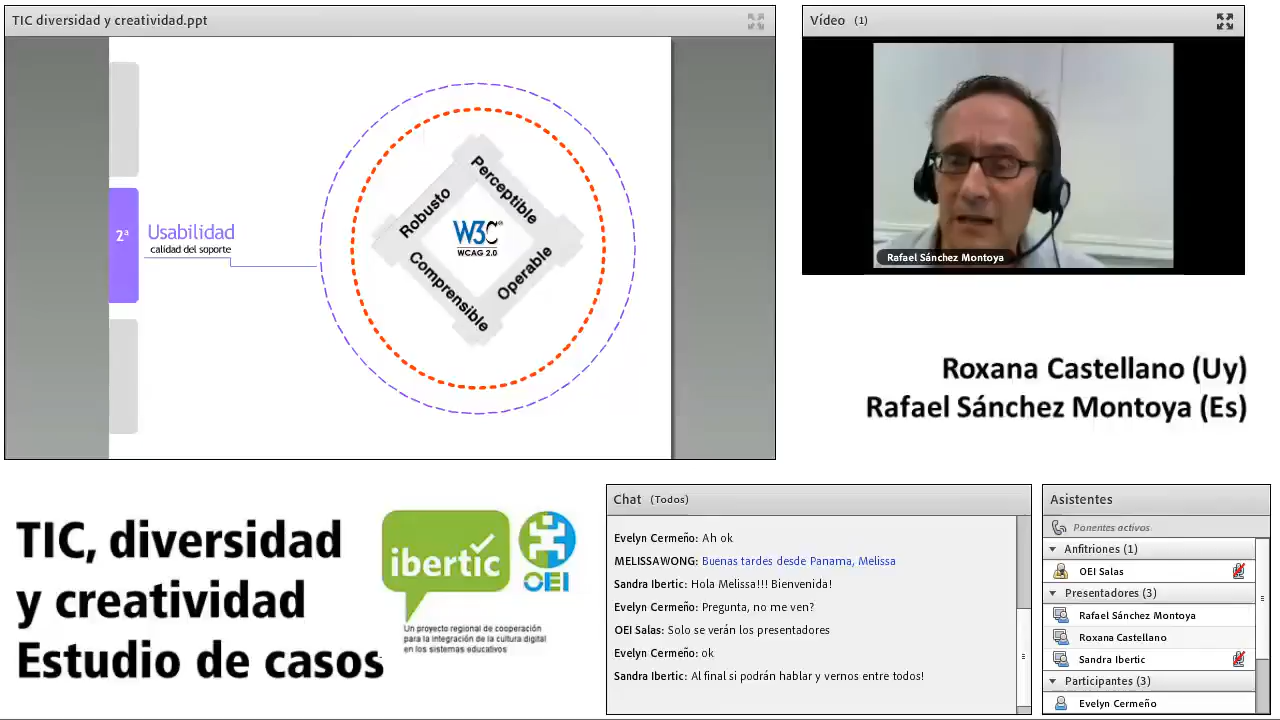 TIC diversidad y creatividad.ppt
2ª
Usabilidad
calidad del soporte
Perceptible
Robusto
W3C®
WCAG 2.0
Comprensible
Operable
Vídeo (1)
Rafael Sánchez Montoya
Roxana Castellano (Uy)
Rafael Sánchez Montoya (Es)
TIC, diversidad
y creatividad
Estudio de casos
ibertic
OEI
Un proyecto regional de cooperación
para la integración de la cultura digital
en los sistemas educativos
Chat (Todos)
Evelyn Cermeño: Ah ok
MELISSAWONG: Buenas tardes desde Panama, Melissa
Sandra Ibertic: Hola Melissa!!! Bienvenida!
Evelyn Cermeño: Pregunta, no me ven?
OEI Salas: Solo se verán los presentadores
Evelyn Cermeño: ok
Sandra Ibertic: Al final si podrán hablar y vernos entre todos!
Asistentes
Ponentes activos
Anfitriones (1)
OEI Salas
Presentadores (3)
Rafael Sánchez Montoya
Roxana Castellano
Sandra Ibertic
Participantes (3)
Evelyn Cermeño